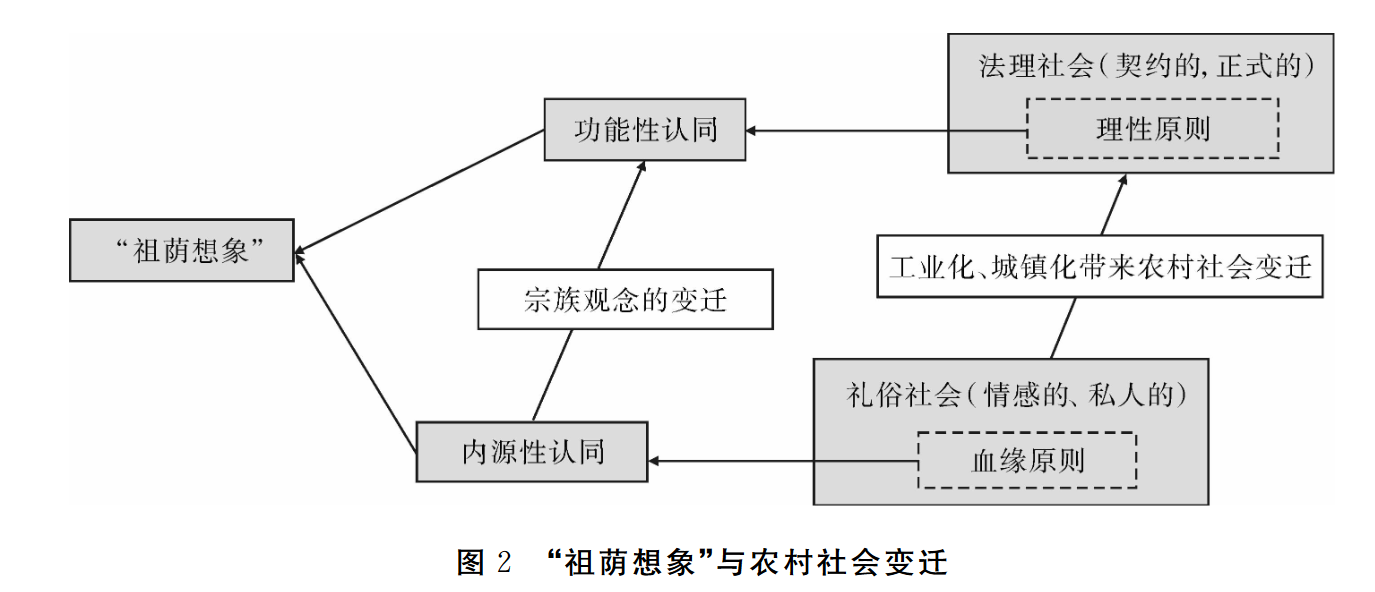 法理社会(契约的,正式的)
功能性认同
理性原则
“祖荫想象”
工业化、城镇化带来农村社会变迁
宗族观念的变迁
礼俗社会(情感的、私人的)
内源性认同
血缘原则
图 2 “祖荫想象”与农村社会变迁